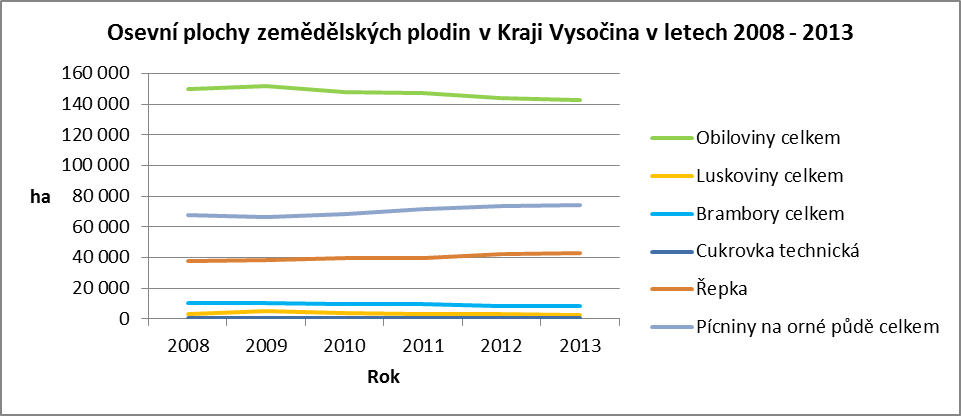 Osevní plochy zemědělských plodin v Kraji Vysočina v letech 2008 - 2013
160 000
140 000
120 000
100 000
80 000
60 000
40 000
20 000
0
ha
2008 2009 2010 2011 2012 2013
Rok
Obiloviny celkem
Luskoviny celkem
Brambory celkem
Cukrovka technická
Řepka
Pícniny na orné půdě celkem